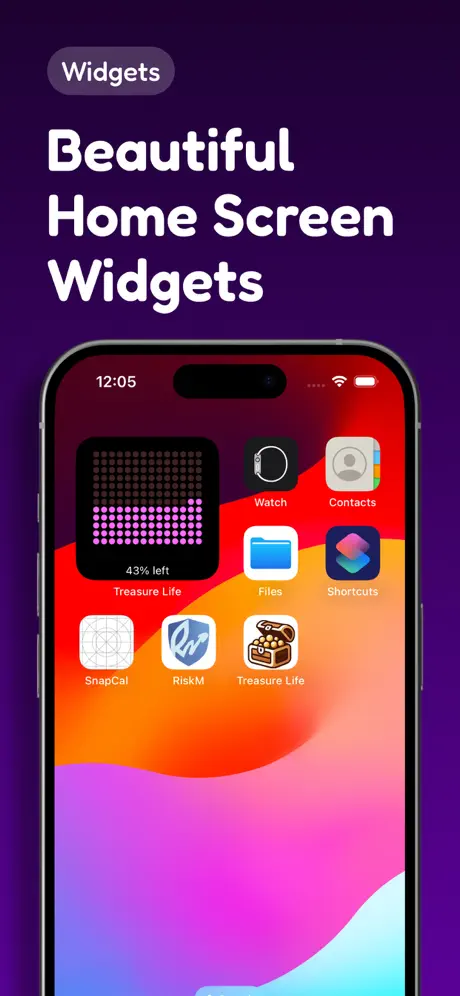 Widgets
Beautiful
Home Screen
Widgets
12:05
43% left
Treasure Life
Watch
Contacts
Files
Shortcuts
SnapCal
RiskM
Treasure Life